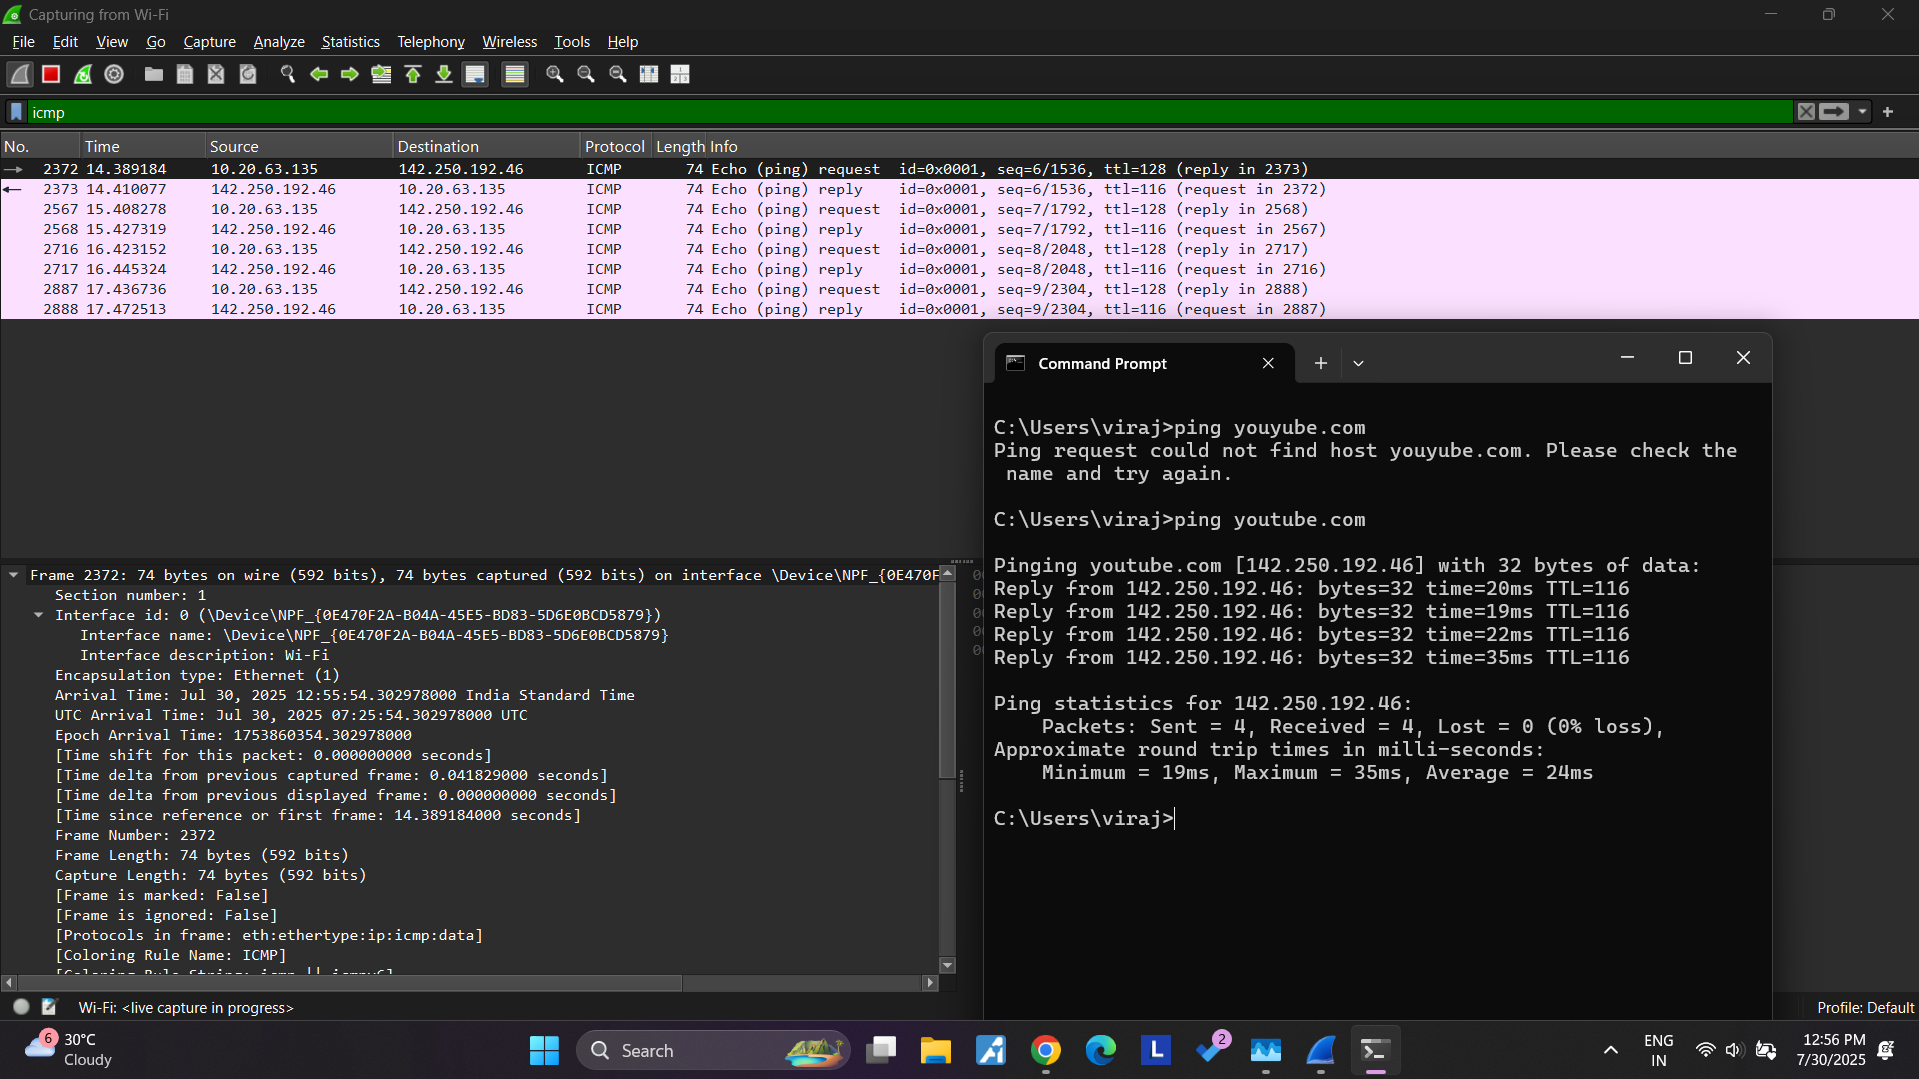 Capturing from Wi-Fi
File Edit View Go Capture Analyze Statistics Telephony Wireless Tools Help
icmp
No. Time Source Destination Protocol Length Info
2372 14.389184 10.20.63.135 142.250.192.46 ICMP 74 Echo (ping) request id=0x0001, seq=6/1536, ttl=128 (reply in 2373)
2373 14.410077 142.250.192.46 10.20.63.135 ICMP 74 Echo (ping) reply id=0x0001, seq=6/1536, ttl=116 (request in 2372)
2567 15.408278 10.20.63.135 142.250.192.46 ICMP 74 Echo (ping) request id=0x0001, seq=7/1792, ttl=128 (reply in 2568)
2568 15.427319 142.250.192.46 10.20.63.135 ICMP 74 Echo (ping) reply id=0x0001, seq=7/1792, ttl=116 (request in 2567)
2716 16.423152 10.20.63.135 142.250.192.46 ICMP 74 Echo (ping) request id=0x0001, seq=8/2048, ttl=128 (reply in 2717)
2717 16.445324 142.250.192.46 10.20.63.135 ICMP 74 Echo (ping) reply id=0x0001, seq=8/2048, ttl=116 (request in 2716)
2887 17.436736 10.20.63.135 142.250.192.46 ICMP 74 Echo (ping) request id=0x0001, seq=9/2304, ttl=128 (reply in 2888)
2888 17.472513 142.250.192.46 10.20.63.135 ICMP 74 Echo (ping) reply id=0x0001, seq=9/2304, ttl=116 (request in 2887)
Frame 2372: 74 bytes on wire (592 bits), 74 bytes captured (592 bits) on interface \Device\NPF_{0E470F
Section number: 1
Interface id: 0 (\Device\NPF_{0E470F2A-B04A-45E5-BD83-5D6E0BCD5879})
Interface name: \Device\NPF_{0E470F2A-B04A-45E5-BD83-5D6E0BCD5879}
Interface description: Wi-Fi
Encapsulation type: Ethernet (1)
Arrival Time: Jul 30, 2025 12:55:54.302978000 India Standard Time
UTC Arrival Time: Jul 30, 2025 07:25:54.302978000 UTC
Epoch Arrival Time: 1753860354.302978000
[Time shift for this packet: 0.000000000 seconds]
[Time delta from previous captured frame: 0.041829000 seconds]
[Time delta from previous displayed frame: 0.000000000 seconds]
[Time since reference or first frame: 14.389184000 seconds]
Frame Number: 2372
Frame Length: 74 bytes (592 bits)
Capture Length: 74 bytes (592 bits)
[Frame is marked: False]
[Frame is ignored: False]
[Protocols in frame: eth:ethertype:ip:icmp:data]
[Coloring Rule Name: ICMP]
Command Prompt
C:\Users\viraj>ping youyube.com
Ping request could not find host youyube.com. Please check the
name and try again.
C:\Users\viraj>ping youtube.com
Pinging youtube.com [142.250.192.46] with 32 bytes of data:
Reply from 142.250.192.46: bytes=32 time=20ms TTL=116
Reply from 142.250.192.46: bytes=32 time=19ms TTL=116
Reply from 142.250.192.46: bytes=32 time=22ms TTL=116
Reply from 142.250.192.46: bytes=32 time=35ms TTL=116
Ping statistics for 142.250.192.46:
Packets: Sent = 4, Received = 4, Lost = 0 (0% loss),
Approximate round trip times in milli-seconds:
Minimum = 19ms, Maximum = 35ms, Average = 24ms
C:\Users\viraj>
Wi-Fi: <live capture in progress>
Profile: Default
6
30°C
Cloudy
Search
L
2
ENG
IN
12:56 PM
7/30/2025